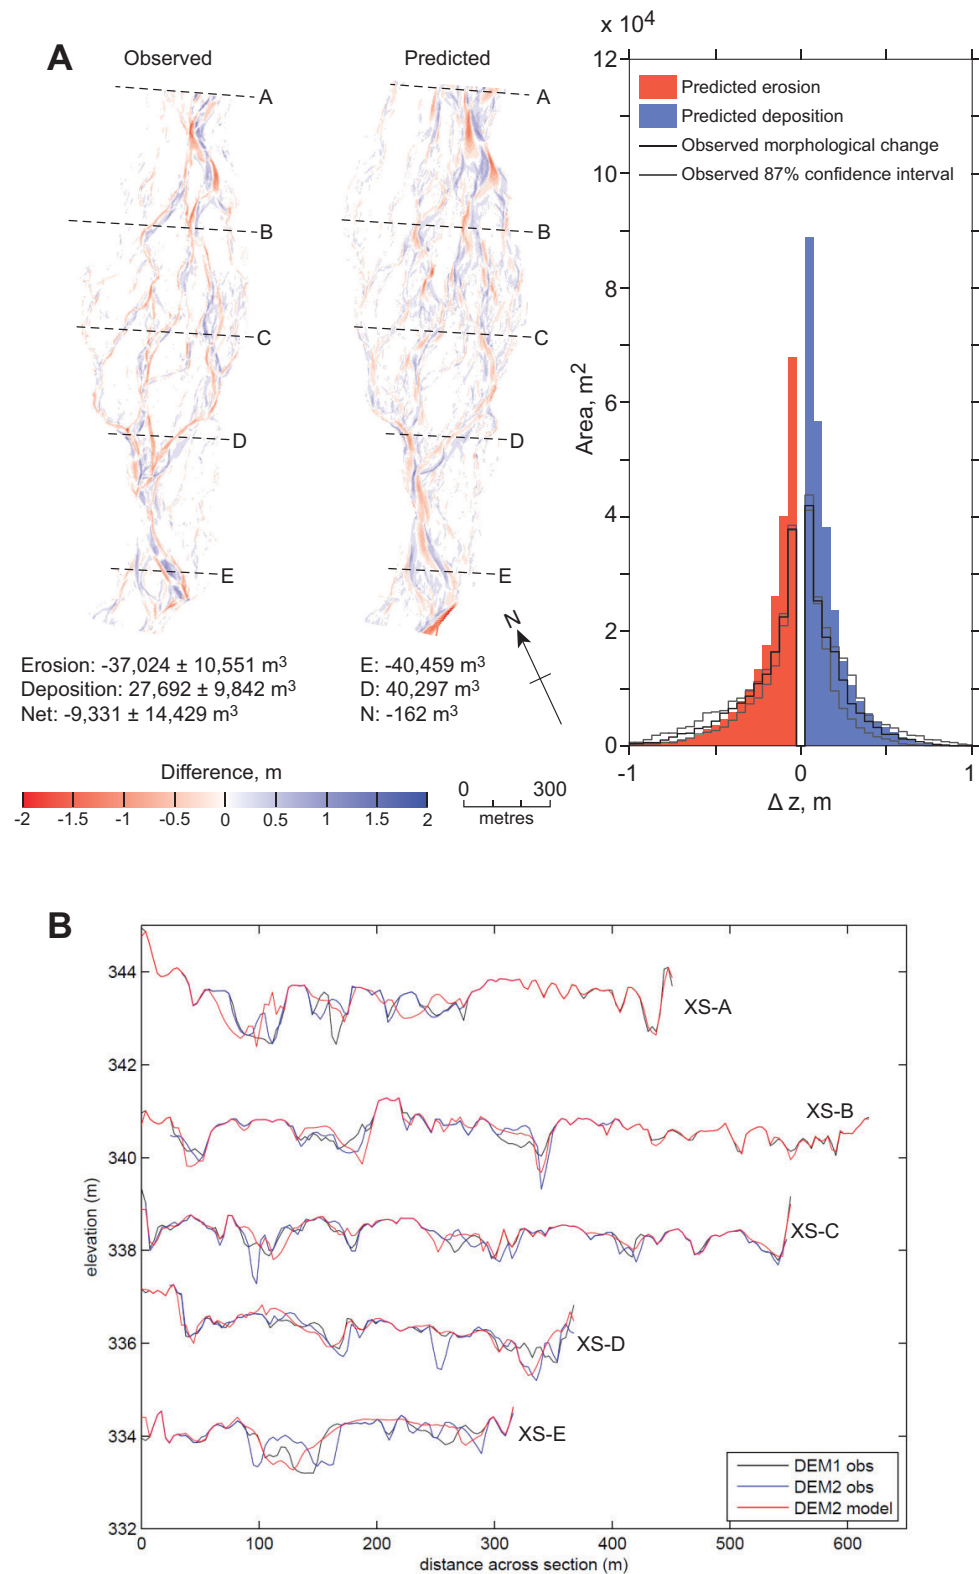 A
Observed
Predicted
A
A
B
B
C
C
D
D
E
E
N
Erosion: -37,024 ± 10,551 m3
Deposition: 27,692 ± 9,842 m3
Net: -9,331 ± 14,429 m3
E: -40,459 m3
D: 40,297 m3
N: -162 m3
Difference, m
-2 -1.5 -1 -0.5 0 0.5 1 1.5 2
0 300
metres
x 10⁴
12
10
8
6
4
2
0
Area, m2
Predicted erosion
Predicted deposition
Observed morphological change
Observed 87% confidence interval
-1 0 1
Δ z, m
B
344
342
340
338
336
334
332
elevation (m)
XS-A
XS-B
XS-C
XS-D
XS-E
DEM1 obs
DEM2 obs
DEM2 model
0 100 200 300 400 500 600
distance across section (m)